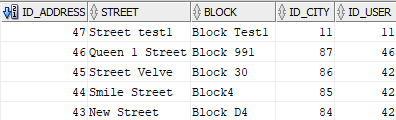 ID_ADDRESS STREET BLOCK ID_CITY ID_USER
47 Street test1 Block Test1 11 11
46 Queen 1 Street Block 991 87 46
45 Street Velve Block 30 86 42
44 Smile Street Block4 85 42
43 New Street Block D4 84 42